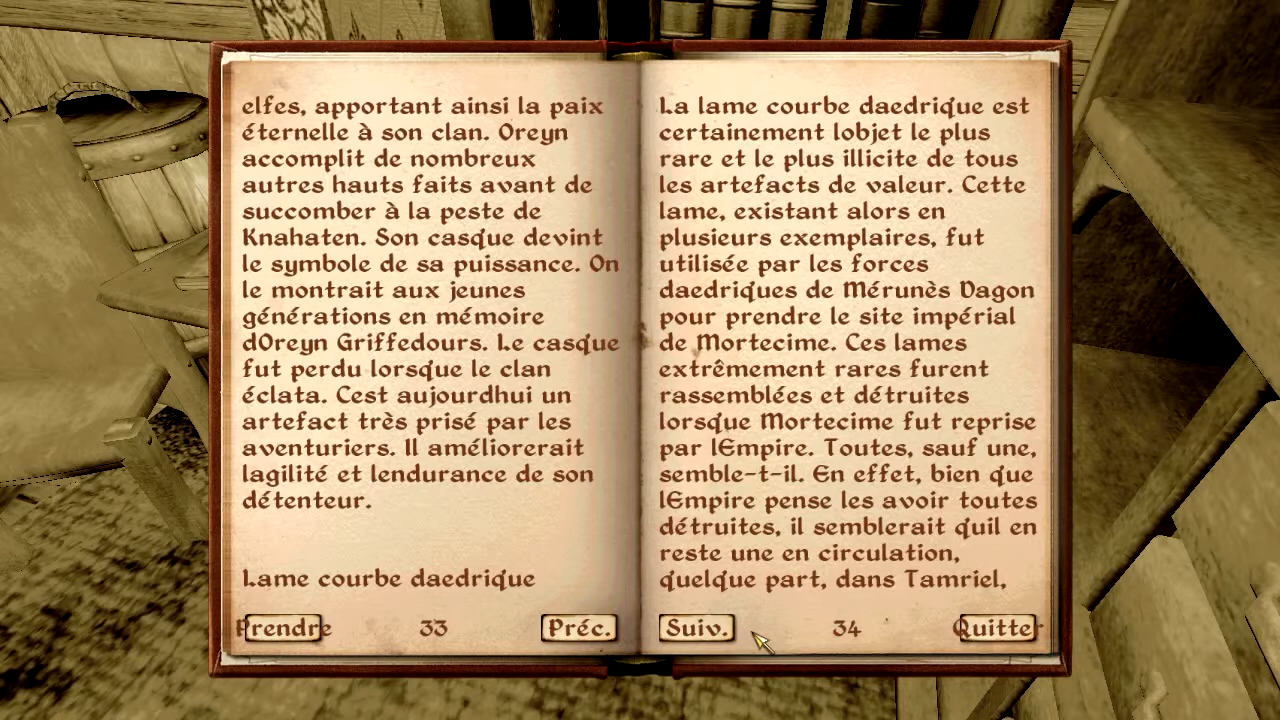 elfes, apportant ainsi la paix
éternelle à son clan. Oreyn
accomplit de nombreux
autres hauts faits avant de
succomber à la peste de
Knahaten. Son casque devint
le symbole de sa puissance. On
le montrait aux jeunes
générations en mémoire
dOreyn Griffedours. Le casque
fut perdu lorsque le clan
éclata. Cest aujourdhui un
artefact très prisé par les
aventuriers. Il améliorerait
lagilité et lendurance de son
détenteur.
Lame courbe daedrique
Prendre
33
Préc.
La lame courbe daedrique est
certainement lobjet le plus
rare et le plus illicite de tous
les artefacts de valeur. Cette
lame, existant alors en
plusieurs exemplaires, fut
utilisée par les forces
daedriques de Mérunès Dagon
pour prendre le site impérial
de Mortecime. Ces lames
extrêmement rares furent
rassemblées et détruites
lorsque Mortecime fut reprise
par lEmpire. Toutes, sauf une,
semble-t-il. En effet, bien que
lEmpire pense les avoir toutes
détruites, il semblerait quil en
reste une en circulation,
quelque part, dans Tamriel,
Suiv.
34
Quitter